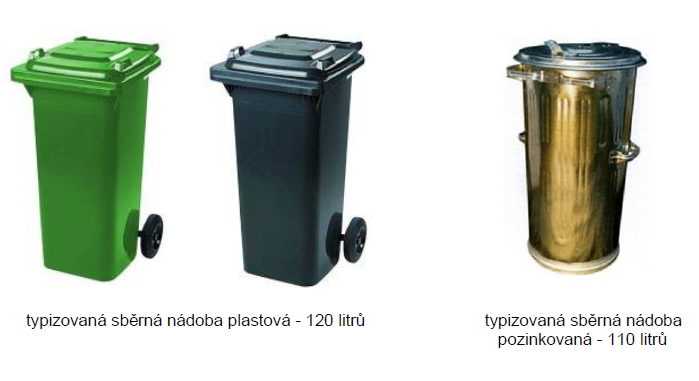 typizovaná sběrná nádoba plastová - 120 litrů
typizovaná sběrná nádoba
pozinkovaná - 110 litrů